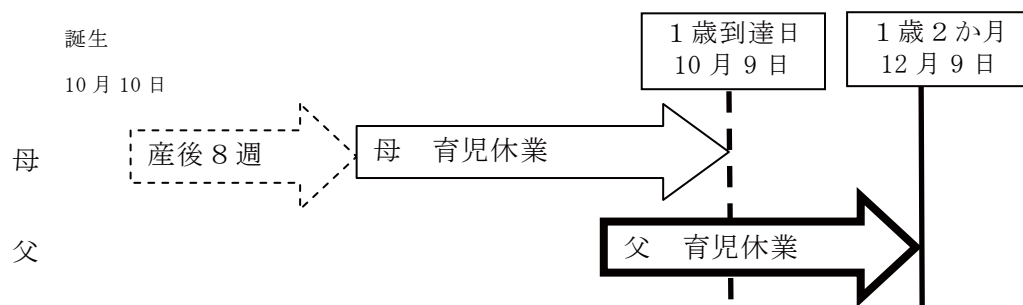 誕生
10月10日
１歳到達日
10月９日
１歳２か月
12月９日
母
産後８週
母　育児休業
父
父　育児休業